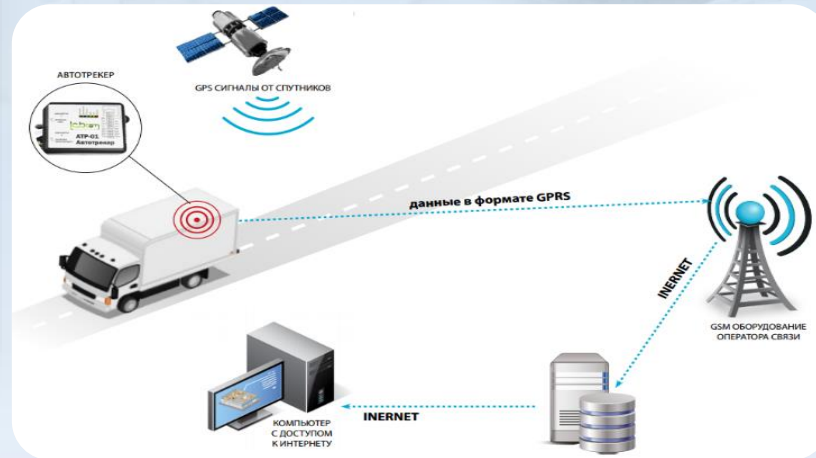 GPS СИГНАЛЫ ОТ СПУТНИКОВ
АВТОТРЕКЕР
АТР-01
Автотрекер
данные в формате GPRS
INERNET
GSM ОБОРУДОВАНИЕ
ОПЕРАТОРА СВЯЗИ
INERNET
КОМПЬЮТЕР
С ДОСТУПОМ
К ИНТЕРНЕТУ